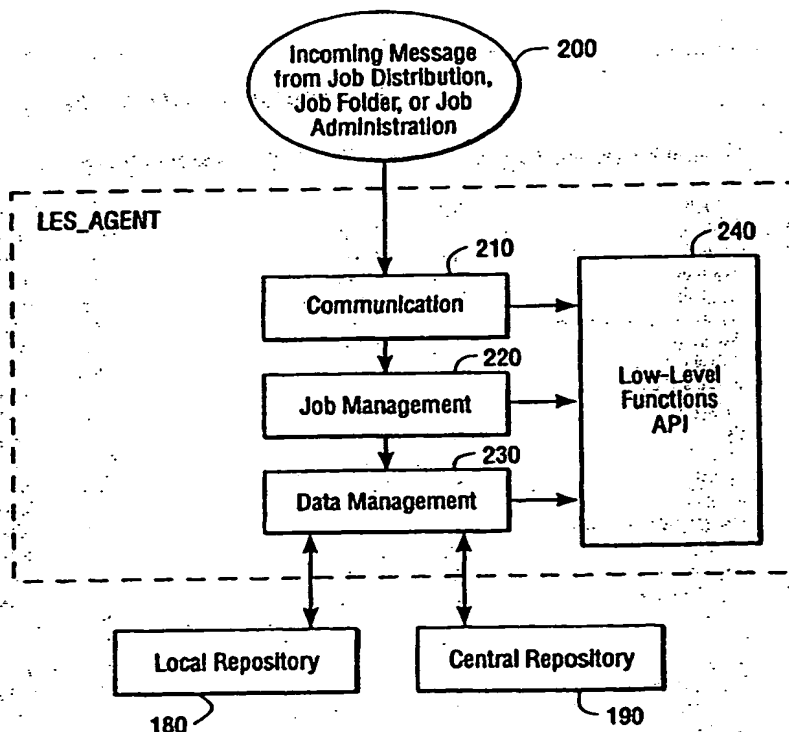 Incoming Message
from Job Distribution,
Job Folder, or Job
Administration
200
LES_AGENT
210
Communication
220
Job Management
230
Data Management
240
Low-Level
Functions
API
Local Repository
180
Central Repository
190